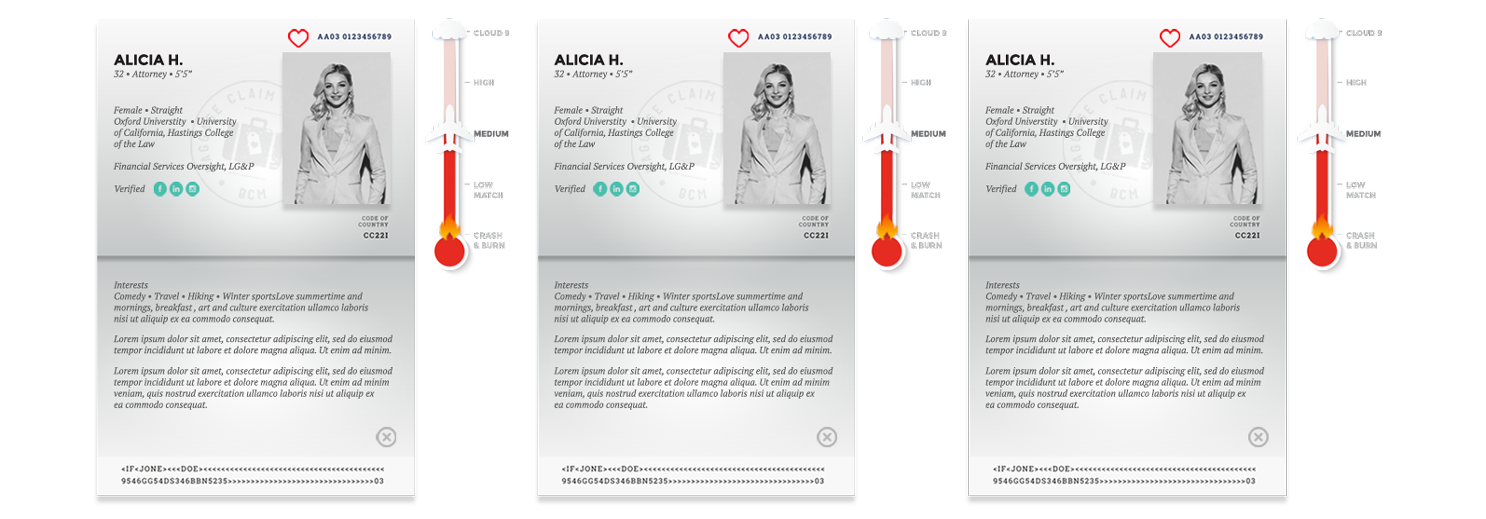 AA03 0123456789
ALICIA H.
32 • Attorney • 5'5"
Female • Straight
Oxford Universtity • University
of California, Hastings College
of the Law
Financial Services Oversight, LG&P
Verified
CLAIM
BCM
CODE OF
COUNTRY
CC22I
Interests
Comedy • Travel • Hiking • Winter sportsLove summertime and
mornings, breakfast , art and culture exercitation ullamco laboris
nisi ut aliquip ex ea commodo consequat.
Lorem ipsum dolor sit amet, consectetur adipiscing elit, sed do eiusmod
tempor incididunt ut labore et dolore magna aliqua. Ut enim ad minim.
Lorem ipsum dolor sit amet, consectetur adipiscing elit, sed do eiusmod
tempor incididunt ut labore et dolore magna aliqua. Ut enim ad minim
veniam, quis nostrud exercitation ullamco laboris nisi ut aliquip ex
ea commodo consequat.
<IF<JONE><<<DOE><<<<<<<<<<<<<<<<<<<<<<<<<<<<<<<<<<<<<<<<<
9546GG54DS346BBN5235>>>>>>>>>>>>>>>>>>>>>>>>>>>>>>>>>03
CLOUD 9
HIGH
MEDIUM
LOW
MATCH
CRASH
& BURN
AA03 0123456789
ALICIA H.
32 • Attorney • 5'5"
Female • Straight
Oxford Universtity • University
of California, Hastings College
of the Law
Financial Services Oversight, LG&P
Verified
CLAIM
BCM
CODE OF
COUNTRY
CC22I
Interests
Comedy • Travel • Hiking • Winter sportsLove summertime and
mornings, breakfast , art and culture exercitation ullamco laboris
nisi ut aliquip ex ea commodo consequat.
Lorem ipsum dolor sit amet, consectetur adipiscing elit, sed do eiusmod
tempor incididunt ut labore et dolore magna aliqua. Ut enim ad minim.
Lorem ipsum dolor sit amet, consectetur adipiscing elit, sed do eiusmod
tempor incididunt ut labore et dolore magna aliqua. Ut enim ad minim
veniam, quis nostrud exercitation ullamco laboris nisi ut aliquip ex
ea commodo consequat.
<IF<JONE><<<DOE><<<<<<<<<<<<<<<<<<<<<<<<<<<<<<<<<<<<<<<<<
9546GG54DS346BBN5235>>>>>>>>>>>>>>>>>>>>>>>>>>>>>>>>>03
CLOUD 9
HIGH
MEDIUM
LOW
MATCH
CRASH
& BURN
AA03 0123456789
ALICIA H.
32 • Attorney • 5'5"
Female • Straight
Oxford Universtity • University
of California, Hastings College
of the Law
Financial Services Oversight, LG&P
Verified
CLAIM
BCM
CODE OF
COUNTRY
CC22I
Interests
Comedy • Travel • Hiking • Winter sportsLove summertime and
mornings, breakfast , art and culture exercitation ullamco laboris
nisi ut aliquip ex ea commodo consequat.
Lorem ipsum dolor sit amet, consectetur adipiscing elit, sed do eiusmod
tempor incididunt ut labore et dolore magna aliqua. Ut enim ad minim.
Lorem ipsum dolor sit amet, consectetur adipiscing elit, sed do eiusmod
tempor incididunt ut labore et dolore magna aliqua. Ut enim ad minim
veniam, quis nostrud exercitation ullamco laboris nisi ut aliquip ex
ea commodo consequat.
<IF<JONE><<<DOE><<<<<<<<<<<<<<<<<<<<<<<<<<<<<<<<<<<<<<<<<
9546GG54DS346BBN5235>>>>>>>>>>>>>>>>>>>>>>>>>>>>>>>>>03
CLOUD 9
HIGH
MEDIUM
LOW
MATCH
CRASH
& BURN